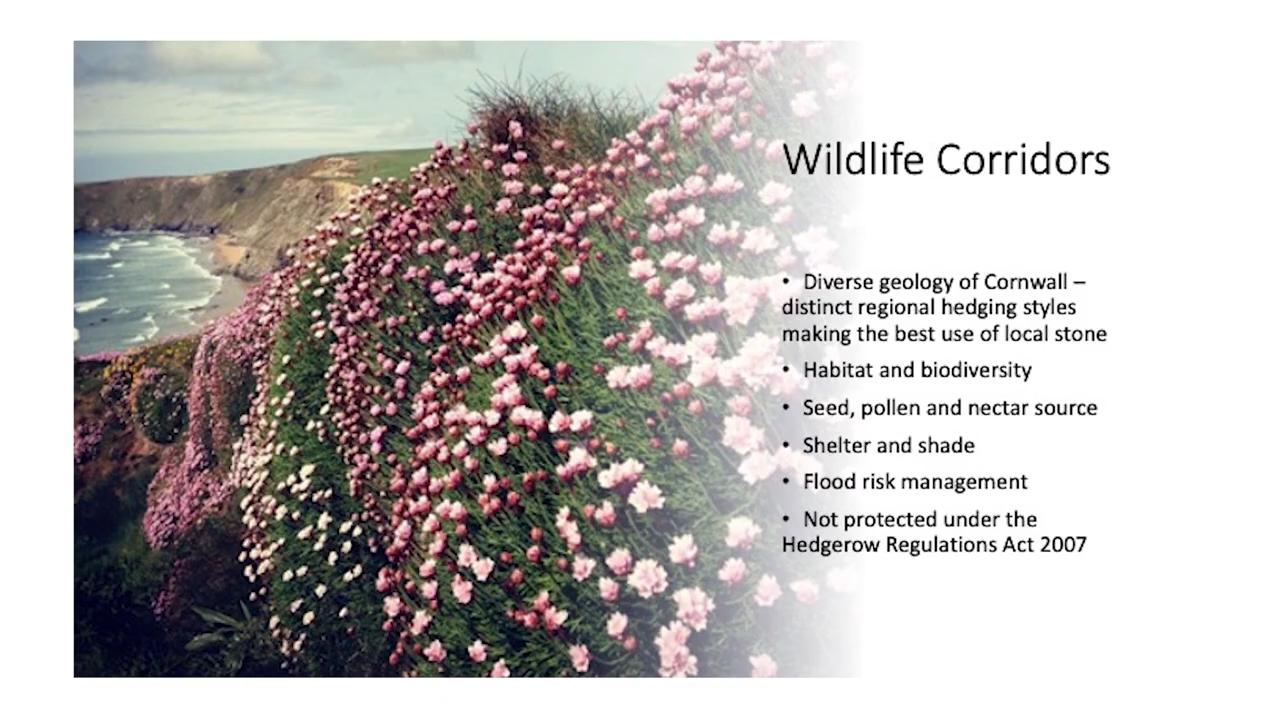 Wildlife Corridors
• Diverse geology of Cornwall –
distinct regional hedging styles
making the best use of local stone
• Habitat and biodiversity
• Seed, pollen and nectar source
• Shelter and shade
• Flood risk management
• Not protected under the
Hedgerow Regulations Act 2007